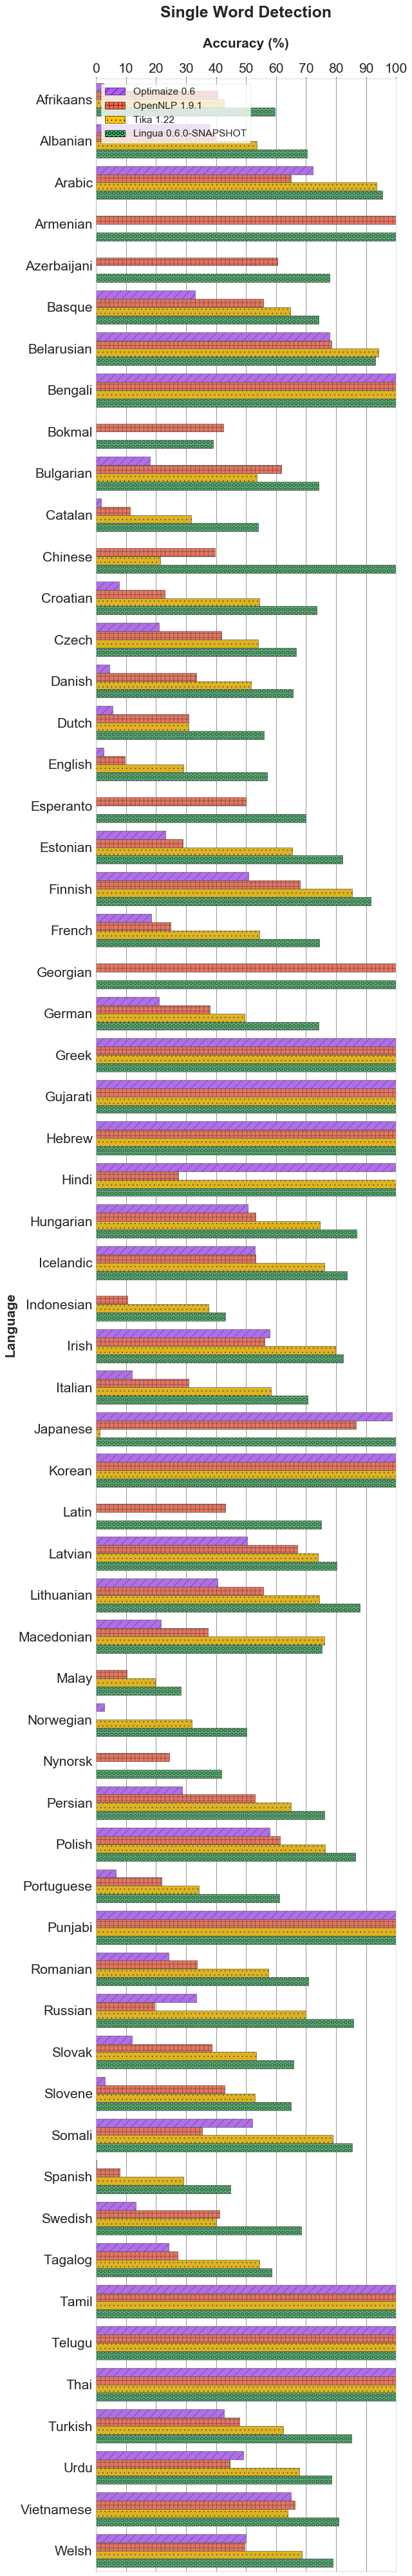 Single Word Detection
Accuracy (%)
0 10 20 30 40 50 60 70 80 90 100
Optimaize 0.6
OpenNLP 1.9.1
Tika 1.22
Lingua 0.6.0-SNAPSHOT
Language
Afrikaans
Albanian
Arabic
Armenian
Azerbaijani
Basque
Belarusian
Bengali
Bokmal
Bulgarian
Catalan
Chinese
Croatian
Czech
Danish
Dutch
English
Esperanto
Estonian
Finnish
French
Georgian
German
Greek
Gujarati
Hebrew
Hindi
Hungarian
Icelandic
Indonesian
Irish
Italian
Japanese
Korean
Latin
Latvian
Lithuanian
Macedonian
Malay
Norwegian
Nynorsk
Persian
Polish
Portuguese
Punjabi
Romanian
Russian
Slovak
Slovene
Somali
Spanish
Swedish
Tagalog
Tamil
Telugu
Thai
Turkish
Urdu
Vietnamese
Welsh